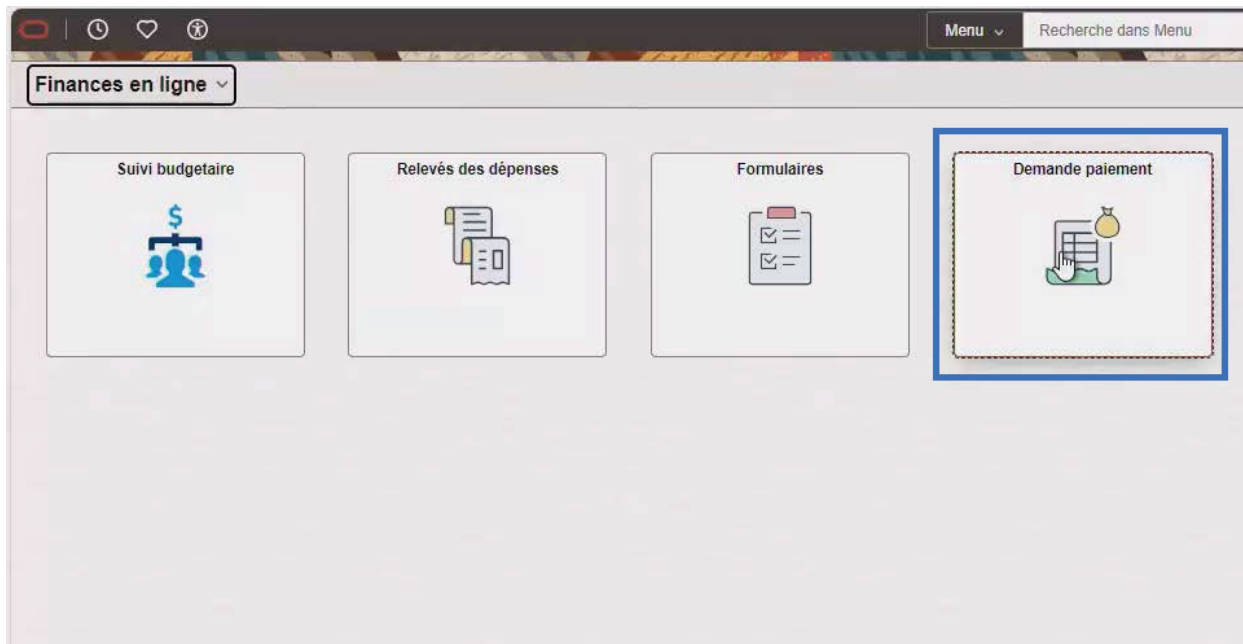 Menu
Recherche dans Menu
Finances en ligne
Suivi budgetaire
Relevés des dépenses
Formulaires
Demande paiement
$